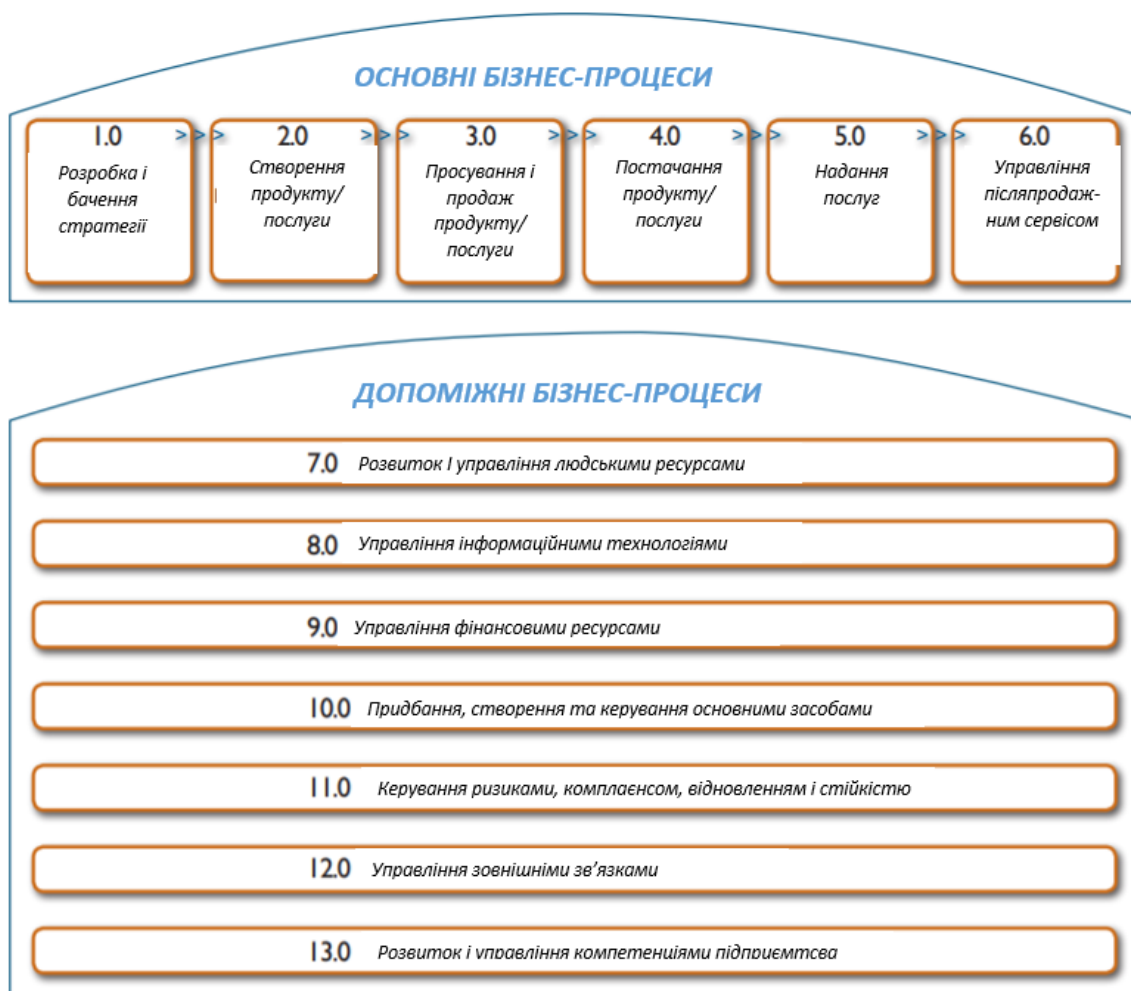 ОСНОВНІ БІЗНЕС-ПРОЦЕСИ
1.0 >>> 2.0 >>> 3.0 >>> 4.0 >>> 5.0 >>> 6.0
Розробка і
бачення
стратегії
Створення
продукту/
послуги
Просування і
продаж
продукту/
послуги
Постачання
продукту/
послуги
Надання
послуг
Управління
післяпродаж-
ним сервісом
ДОПОМІЖНІ БІЗНЕС-ПРОЦЕСИ
7.0 Розвиток І управління людськими ресурсами
8.0 Управління інформаційними технологіями
9.0 Управління фінансовими ресурсами
10.0 Придбання, створення та керування основними засобами
11.0 Керування ризиками, комплаєнсом, відновленням і стійкістю
12.0 Управління зовнішніми зв’язками
13.0 Розвиток і управління компетенціями підприємтсва